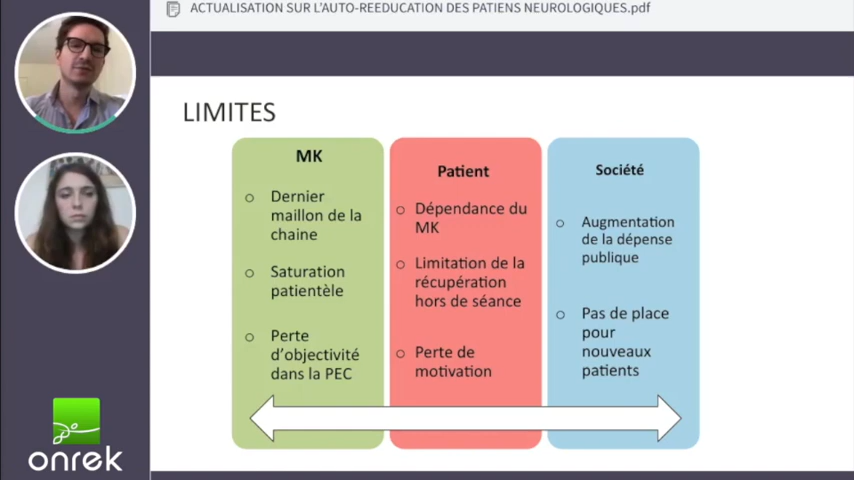 ACTUALISATION SUR L'AUTO-REEDUCATION DES PATIENS NEUROLOGIQUES.pdf
LIMITES
MK
Dernier
maillon de la
chaine
Saturation
patientèle
Perte
d'objectivité
dans la PEC
Patient
Dépendance du
MK
Limitation de la
récupération
hors de séance
Perte de
motivation
Société
Augmentation
de la dépense
publique
Pas de place
pour
nouveaux
patients
onrek